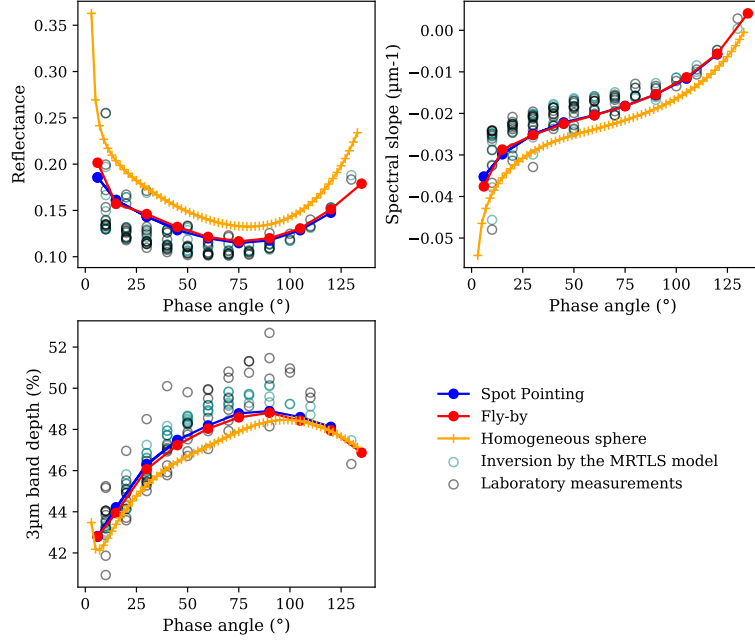 0.35
0.30
0.25
0.20
0.15
0.10
Reflectance
0 25 50 75 100 125
Phase angle (°)
0.00
−0.01
−0.02
−0.03
−0.04
−0.05
Spectral slope (μm-1)
0 25 50 75 100 125
Phase angle (°)
52
50
48
46
44
42
3μm band depth (%)
0 25 50 75 100 125
Phase angle (°)
Spot Pointing
Fly-by
Homogeneous sphere
Inversion by the MRTLS model
Laboratory measurements